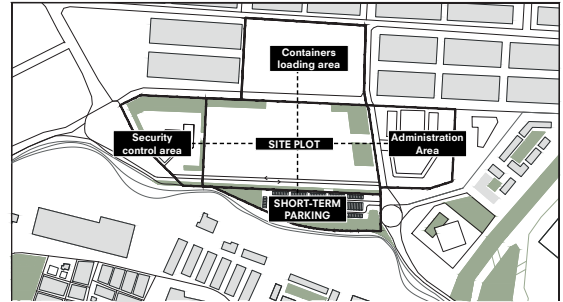 Containers
loading area
Security
control area
SITE PLOT
Administration
Area
SHORT-TERM
PARKING